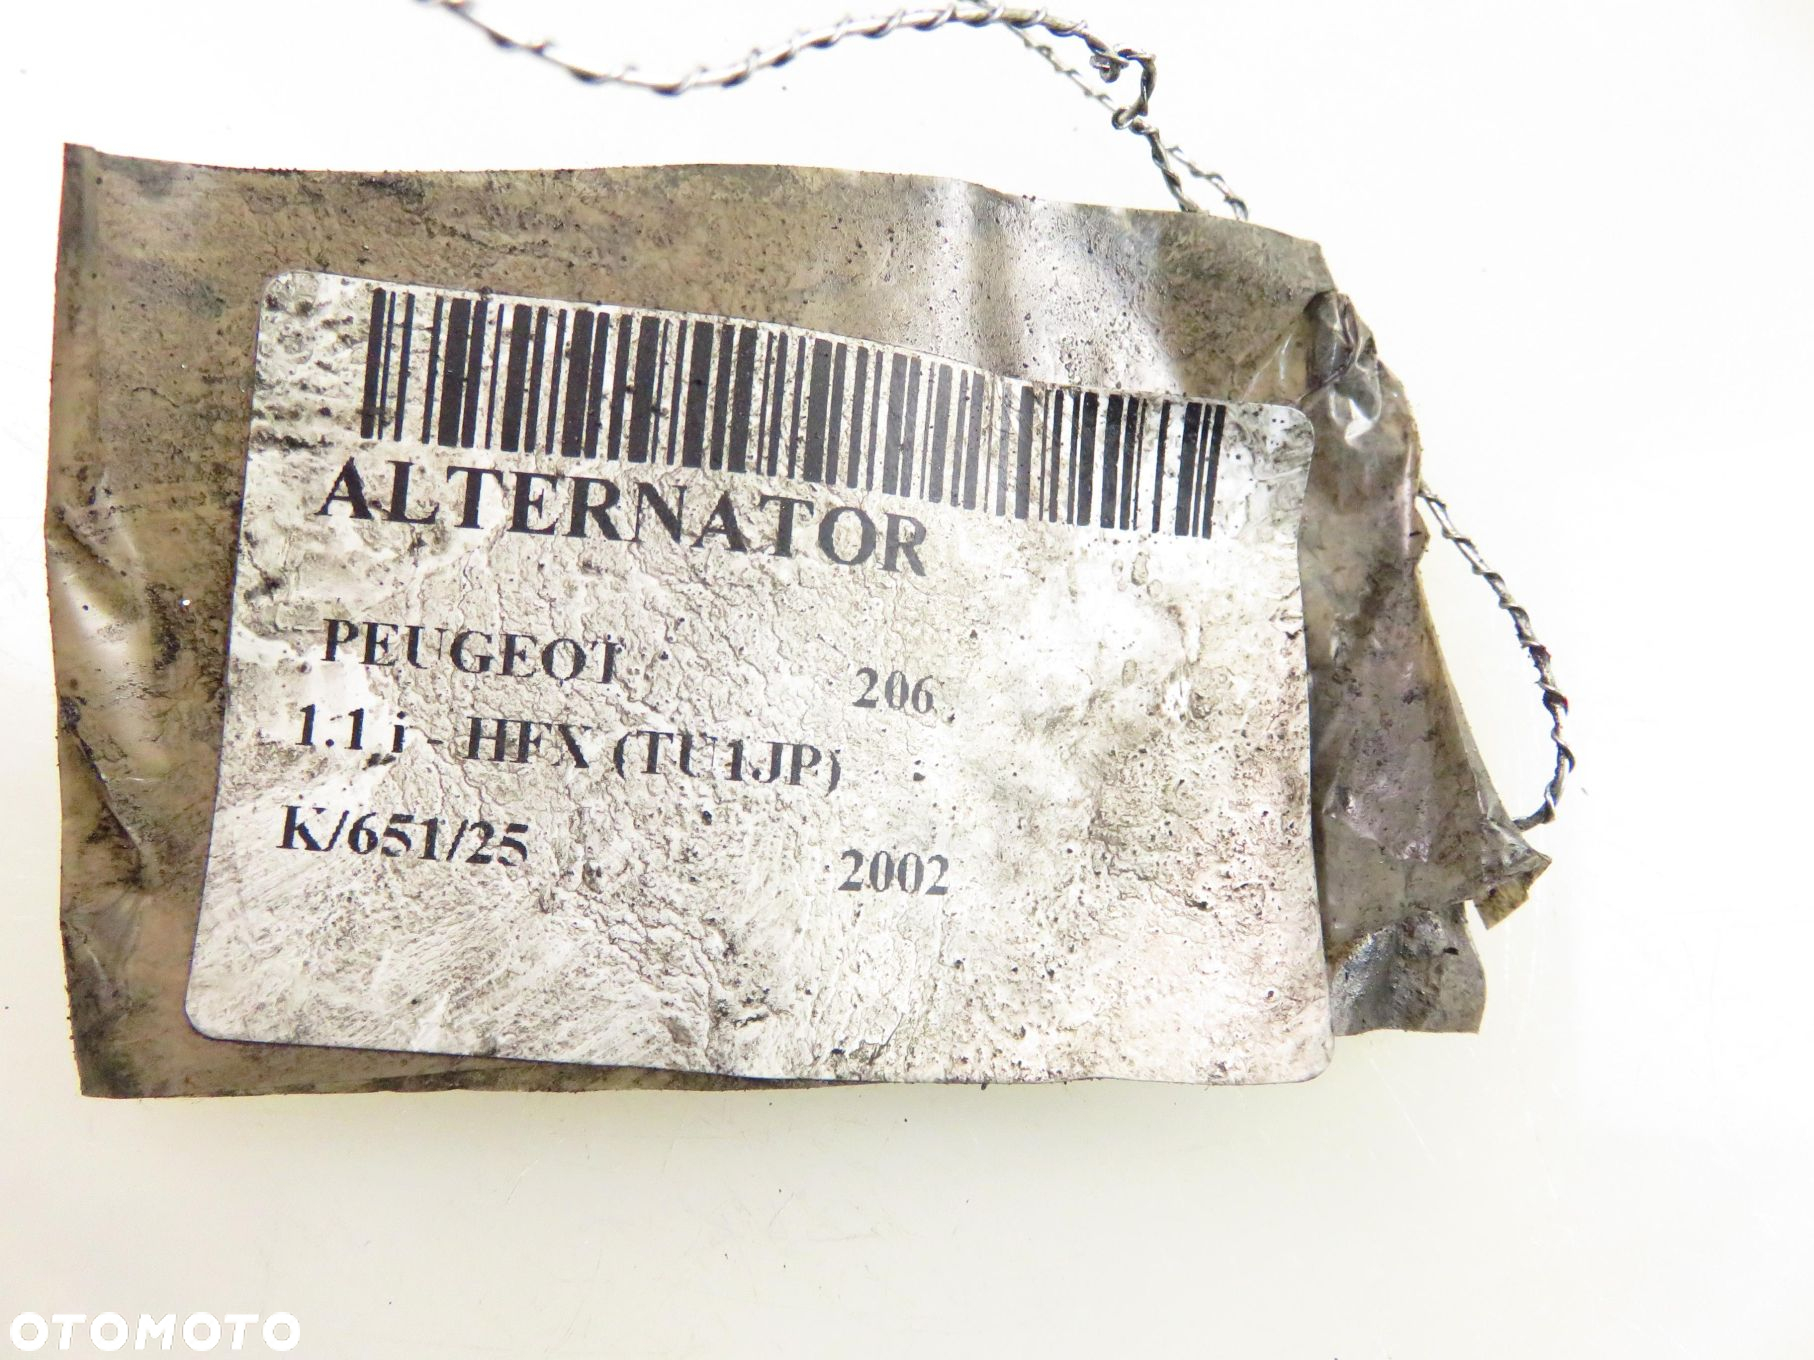 ALTERNATOR
PEUGEOT 206
1.1 i - HFX (TU1JP)
K/651/25 2002
OTOMOTO